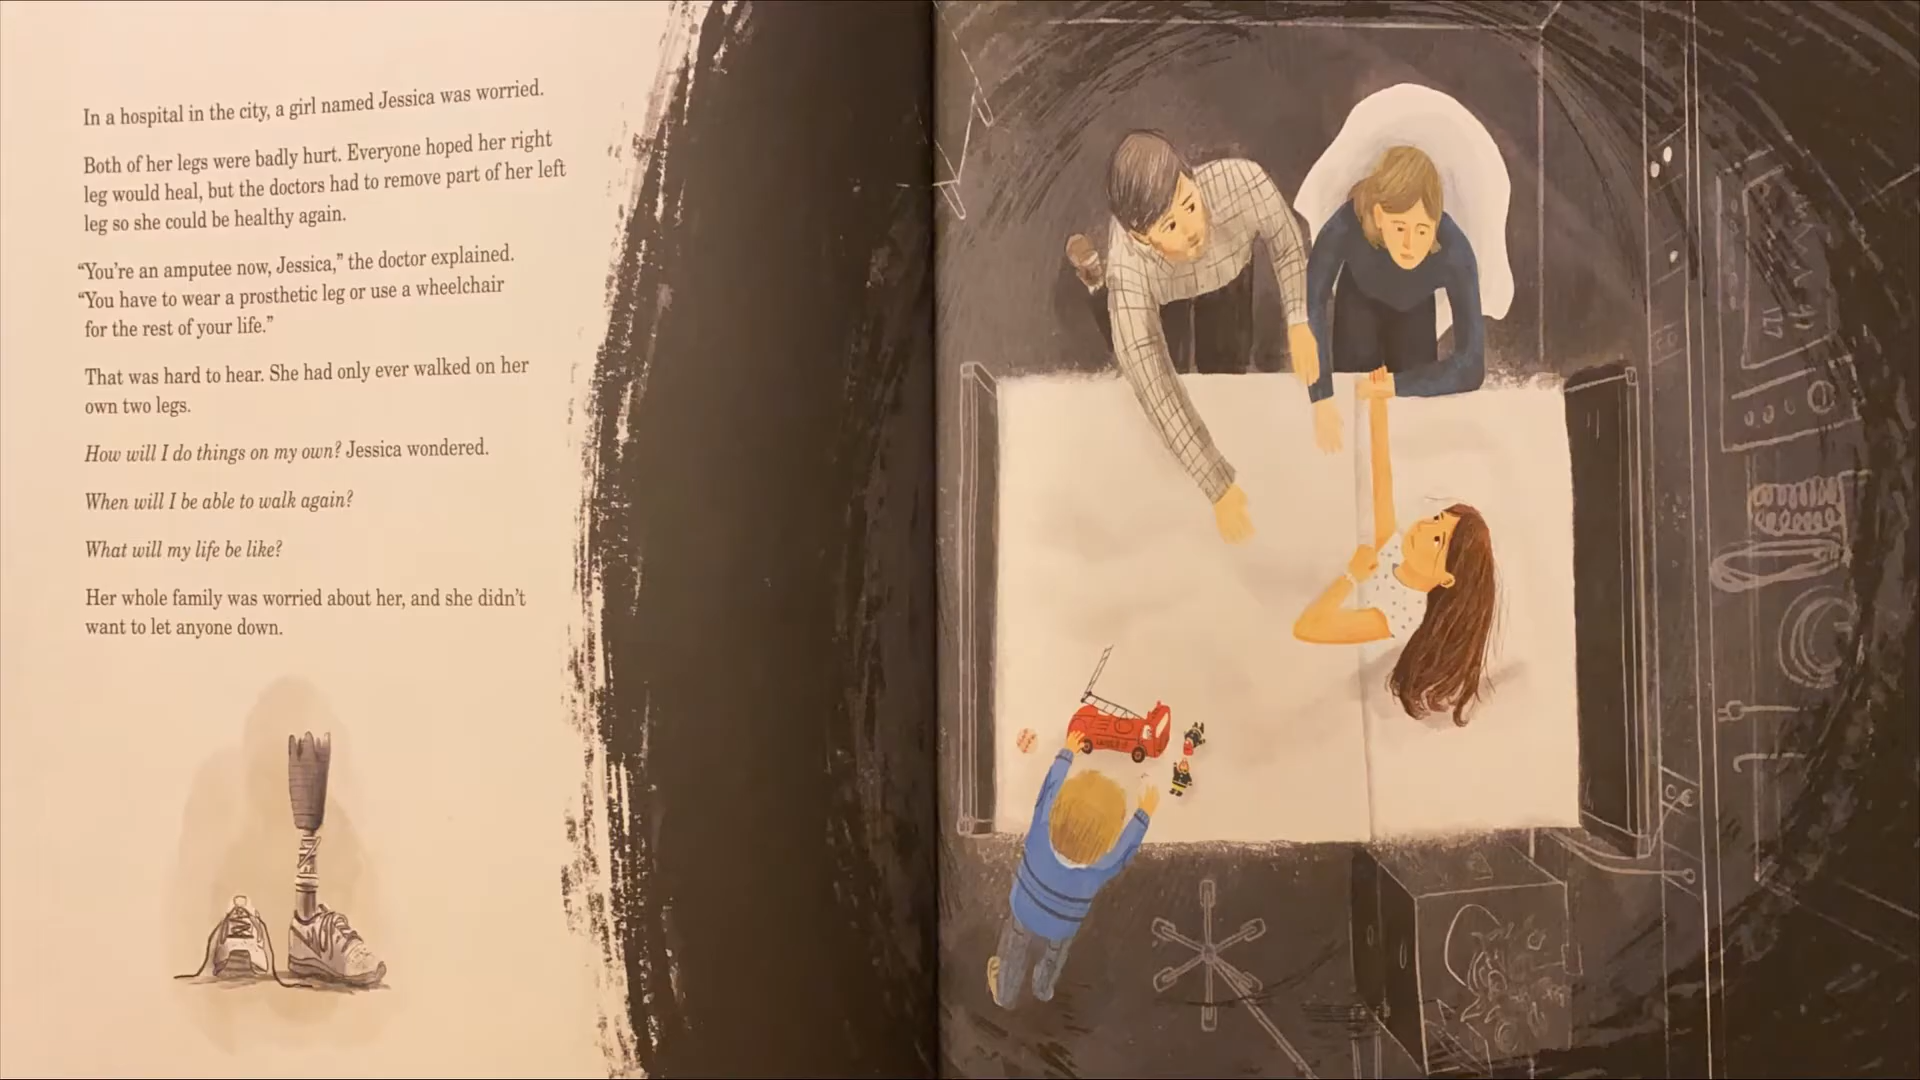 In a hospital in the city, a girl named Jessica was worried.
Both of her legs were badly hurt. Everyone hoped her right
leg would heal, but the doctors had to remove part of her left
leg so she could be healthy again.
“You’re an amputee now, Jessica,” the doctor explained.
“You have to wear a prosthetic leg or use a wheelchair
for the rest of your life.”
That was hard to hear. She had only ever walked on her
own two legs.
How will I do things on my own? Jessica wondered.
When will I be able to walk again?
What will my life be like?
Her whole family was worried about her, and she didn’t
want to let anyone down.
127